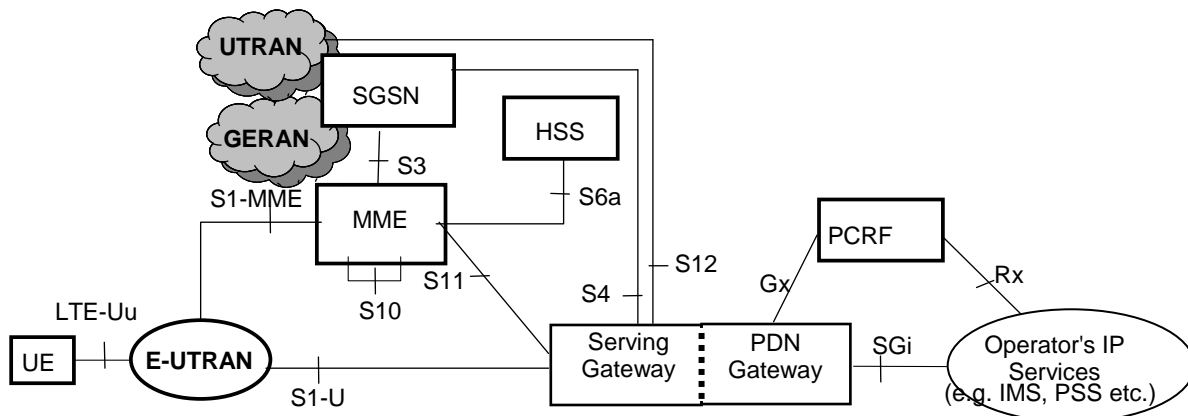 UTRAN
SGSN
GERAN
HSS
S3
S1-MME
S6a
MME
PCRF
S11
S12
S10
S4
Gx
Rx
LTE-Uu
UE
E-UTRAN
Serving
Gateway
PDN
Gateway
SGi
Operator's IP
Services
(e.g. IMS, PSS etc.)
S1-U